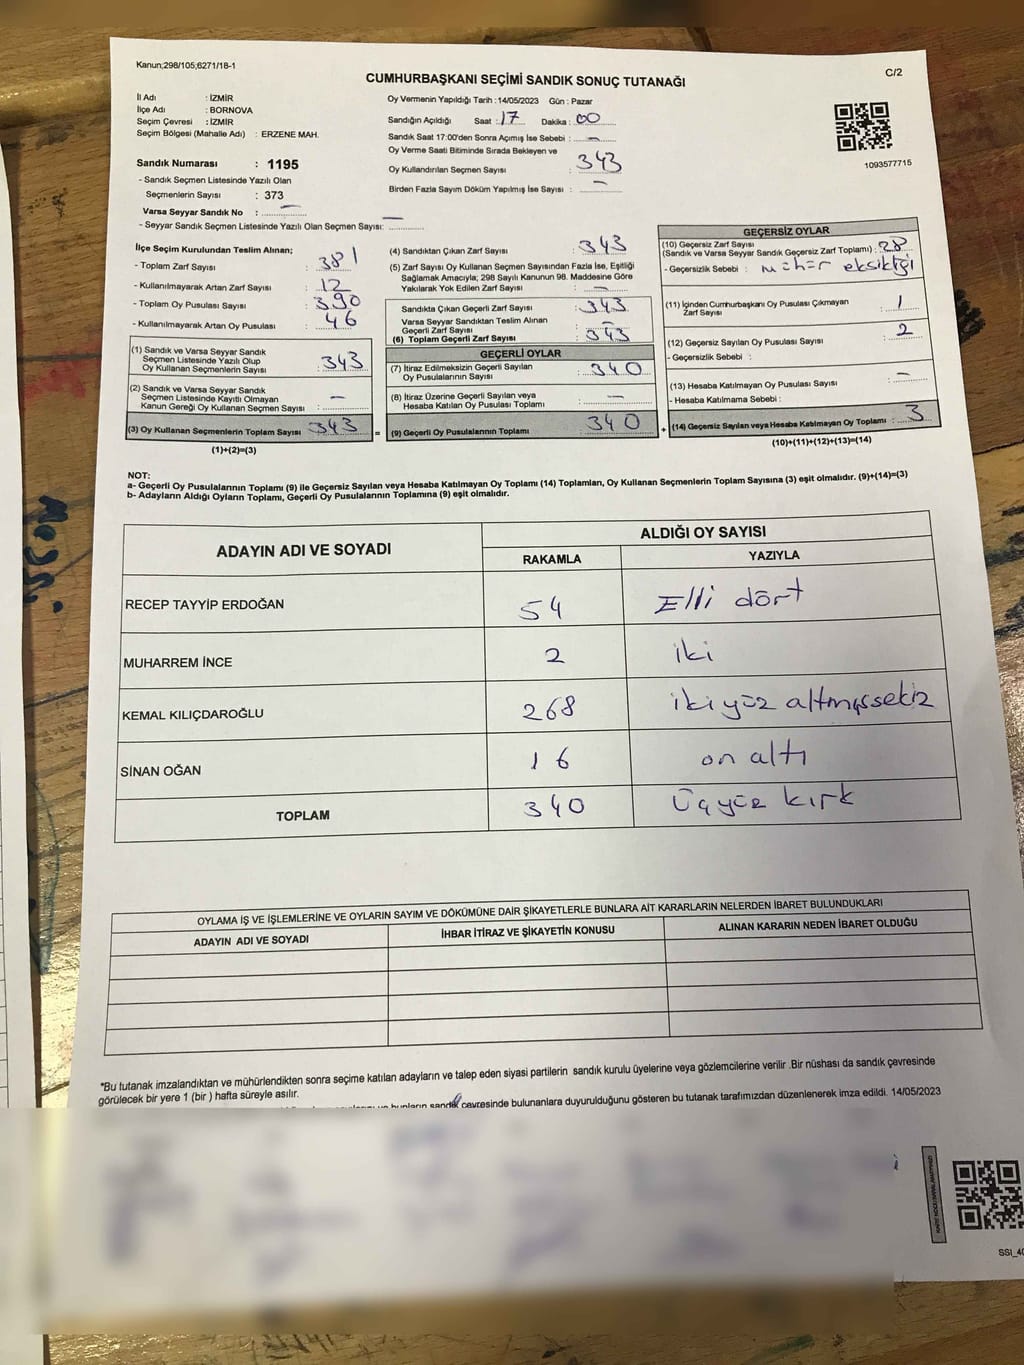 Kanun;298/105;6271/18-1
C/2
CUMHURBAŞKANI SEÇİMİ SANDIK SONUÇ TUTANAĞI
İl Adı : İZMİR
İlçe Adı : BORNOVA
Seçim Çevresi : İZMİR
Seçim Bölgesi (Mahalle Adı) : ERZENE MAH.
Sandık Numarası : 1195
- Sandık Seçmen Listesinde Yazılı Olan
Seçmenlerin Sayısı : 373
Varsa Seyyar Sandık No : —
- Seyyar Sandık Seçmen Listesinde Yazılı Olan Seçmen Sayısı: —
Oy Vermenin Yapıldığı Tarih : 14/05/2023 Gün : Pazar
Sandığın Açıldığı Saat : 17 Dakika : 00
Sandık Saat 17:00'den Sonra Açımış İse Sebebi : —
Oy Verme Saati Bitiminde Sırada Bekleyen ve
Oy Kullandırılan Seçmen Sayısı : 343
Birden Fazla Sayım Döküm Yapılmış İse Sayısı : —
1093577715
İlçe Seçim Kurulundan Teslim Alınan;
- Toplam Zarf Sayısı : 381
- Kullanılmayarak Artan Zarf Sayısı : 12
- Toplam Oy Pusulası Sayısı : 390
- Kullanılmayarak Artan Oy Pusulası : 46
(1) Sandık ve Varsa Seyyar Sandık
Seçmen Listesinde Yazılı Olup
Oy Kullanan Seçmenlerin Sayısı : 343
(2) Sandık ve Varsa Seyyar Sandık
Seçmen Listesinde Kayıtlı Olmayan
Kanun Gereği Oy Kullanan Seçmen Sayısı : —
(3) Oy Kullanan Seçmenlerin Toplam Sayısı : 343
(1)+(2)=(3)
(4) Sandıktan Çıkan Zarf Sayısı : 343
(5) Zarf Sayısı Oy Kullanan Seçmen Sayısından Fazla İse, Eşitliği
Sağlamak Amacıyla; 298 Sayılı Kanunun 98. Maddesine Göre
Yakılarak Yok Edilen Zarf Sayısı : —
Sandıkta Çıkan Geçerli Zarf Sayısı : 343
Varsa Seyyar Sandıktan Teslim Alınan
Geçerli Zarf Sayısı : —
(6) Toplam Geçerli Zarf Sayısı : 343
GEÇERLİ OYLAR
(7) İtiraz Edilmeksizin Geçerli Sayılan
Oy Pusulalarının Sayısı : 340
(8) İtiraz Üzerine Geçerli Sayılan veya
Hesaba Katılan Oy Pusulası Toplamı : —
= (9) Geçerli Oy Pusulalarının Toplamı : 340
GEÇERSİZ OYLAR
(10) Geçersiz Zarf Sayısı
(Sandık ve Varsa Seyyar Sandık Geçersiz Zarf Toplamı) : 28
- Geçersizlik Sebebi : mühür eksikliği
(11) İçinden Cumhurbaşkanı Oy Pusulası Çıkmayan
Zarf Sayısı : 1
(12) Geçersiz Sayılan Oy Pusulası Sayısı : 2
- Geçersizlik Sebebi :
(13) Hesaba Katılmayan Oy Pusulası Sayısı : —
- Hesaba Katılmama Sebebi :
+ (14) Geçersiz Sayılan veya Hesaba Katılmayan Oy Toplamı : 3
(10)+(11)+(12)+(13)=(14)
NOT:
a- Geçerli Oy Pusulalarının Toplamı (9) ile Geçersiz Sayılan veya Hesaba Katılmayan Oy Toplamı (14) Toplamları, Oy Kullanan Seçmenlerin Toplam Sayısına (3) eşit olmalıdır. (9)+(14)=(3)
b- Adayların Aldığı Oyların Toplamı, Geçerli Oy Pusulalarının Toplamına (9) eşit olmalıdır.
ADAYIN ADI VE SOYADI ALDIĞI OY SAYISI
RAKAMLA YAZIYLA
RECEP TAYYİP ERDOĞAN 54 Elli dört
MUHARREM İNCE 2 iki
KEMAL KILIÇDAROĞLU 268 ikiyüz altmışsekiz
SİNAN OĞAN 16 on altı
TOPLAM 340 Üçyüz kırk
OYLAMA İŞ VE İŞLEMLERİNE VE OYLARIN SAYIM VE DÖKÜMÜNE DAİR ŞİKAYETLERLE BUNLARA AİT KARARLARIN NELERDEN İBARET BULUNDUKLARI
ADAYIN ADI VE SOYADI İHBAR İTİRAZ VE ŞİKAYETİN KONUSU ALINAN KARARIN NEDEN İBARET OLDUĞU
*Bu tutanak imzalandıktan ve mühürlendikten sonra seçime katılan adayların ve talep eden siyasi partilerin sandık kurulu üyelerine veya gözlemcilerine verilir .Bir nüshası da sandık çevresinde
görülecek bir yere 1 (bir ) hafta süreyle asılır.
bunların sandık çevresinde bulunanlara duyurulduğunu gösteren bu tutanak tarafımızdan düzenlenerek imza edildi. 14/05/2023